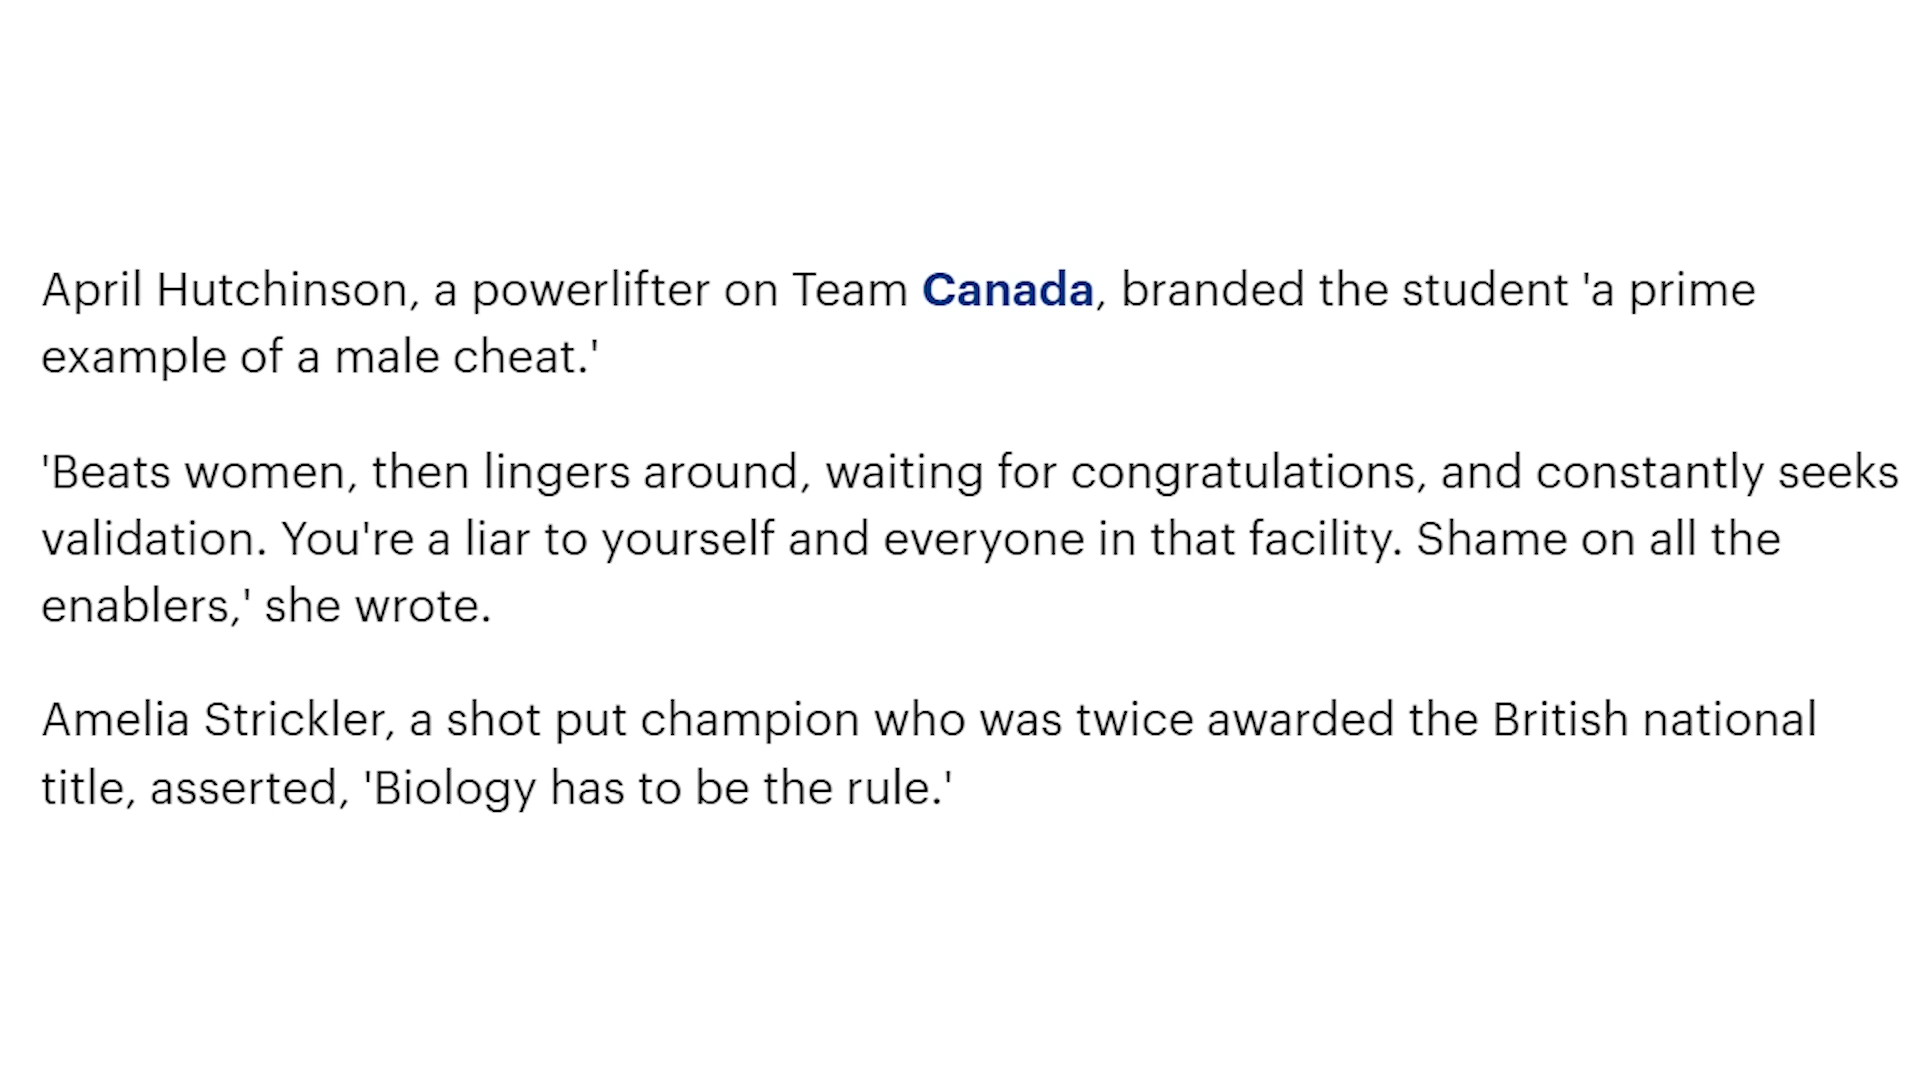 April Hutchinson, a powerlifter on Team Canada, branded the student 'a prime
example of a male cheat.'
'Beats women, then lingers around, waiting for congratulations, and constantly seeks
validation. You're a liar to yourself and everyone in that facility. Shame on all the
enablers,' she wrote.
Amelia Strickler, a shot put champion who was twice awarded the British national
title, asserted, 'Biology has to be the rule.'